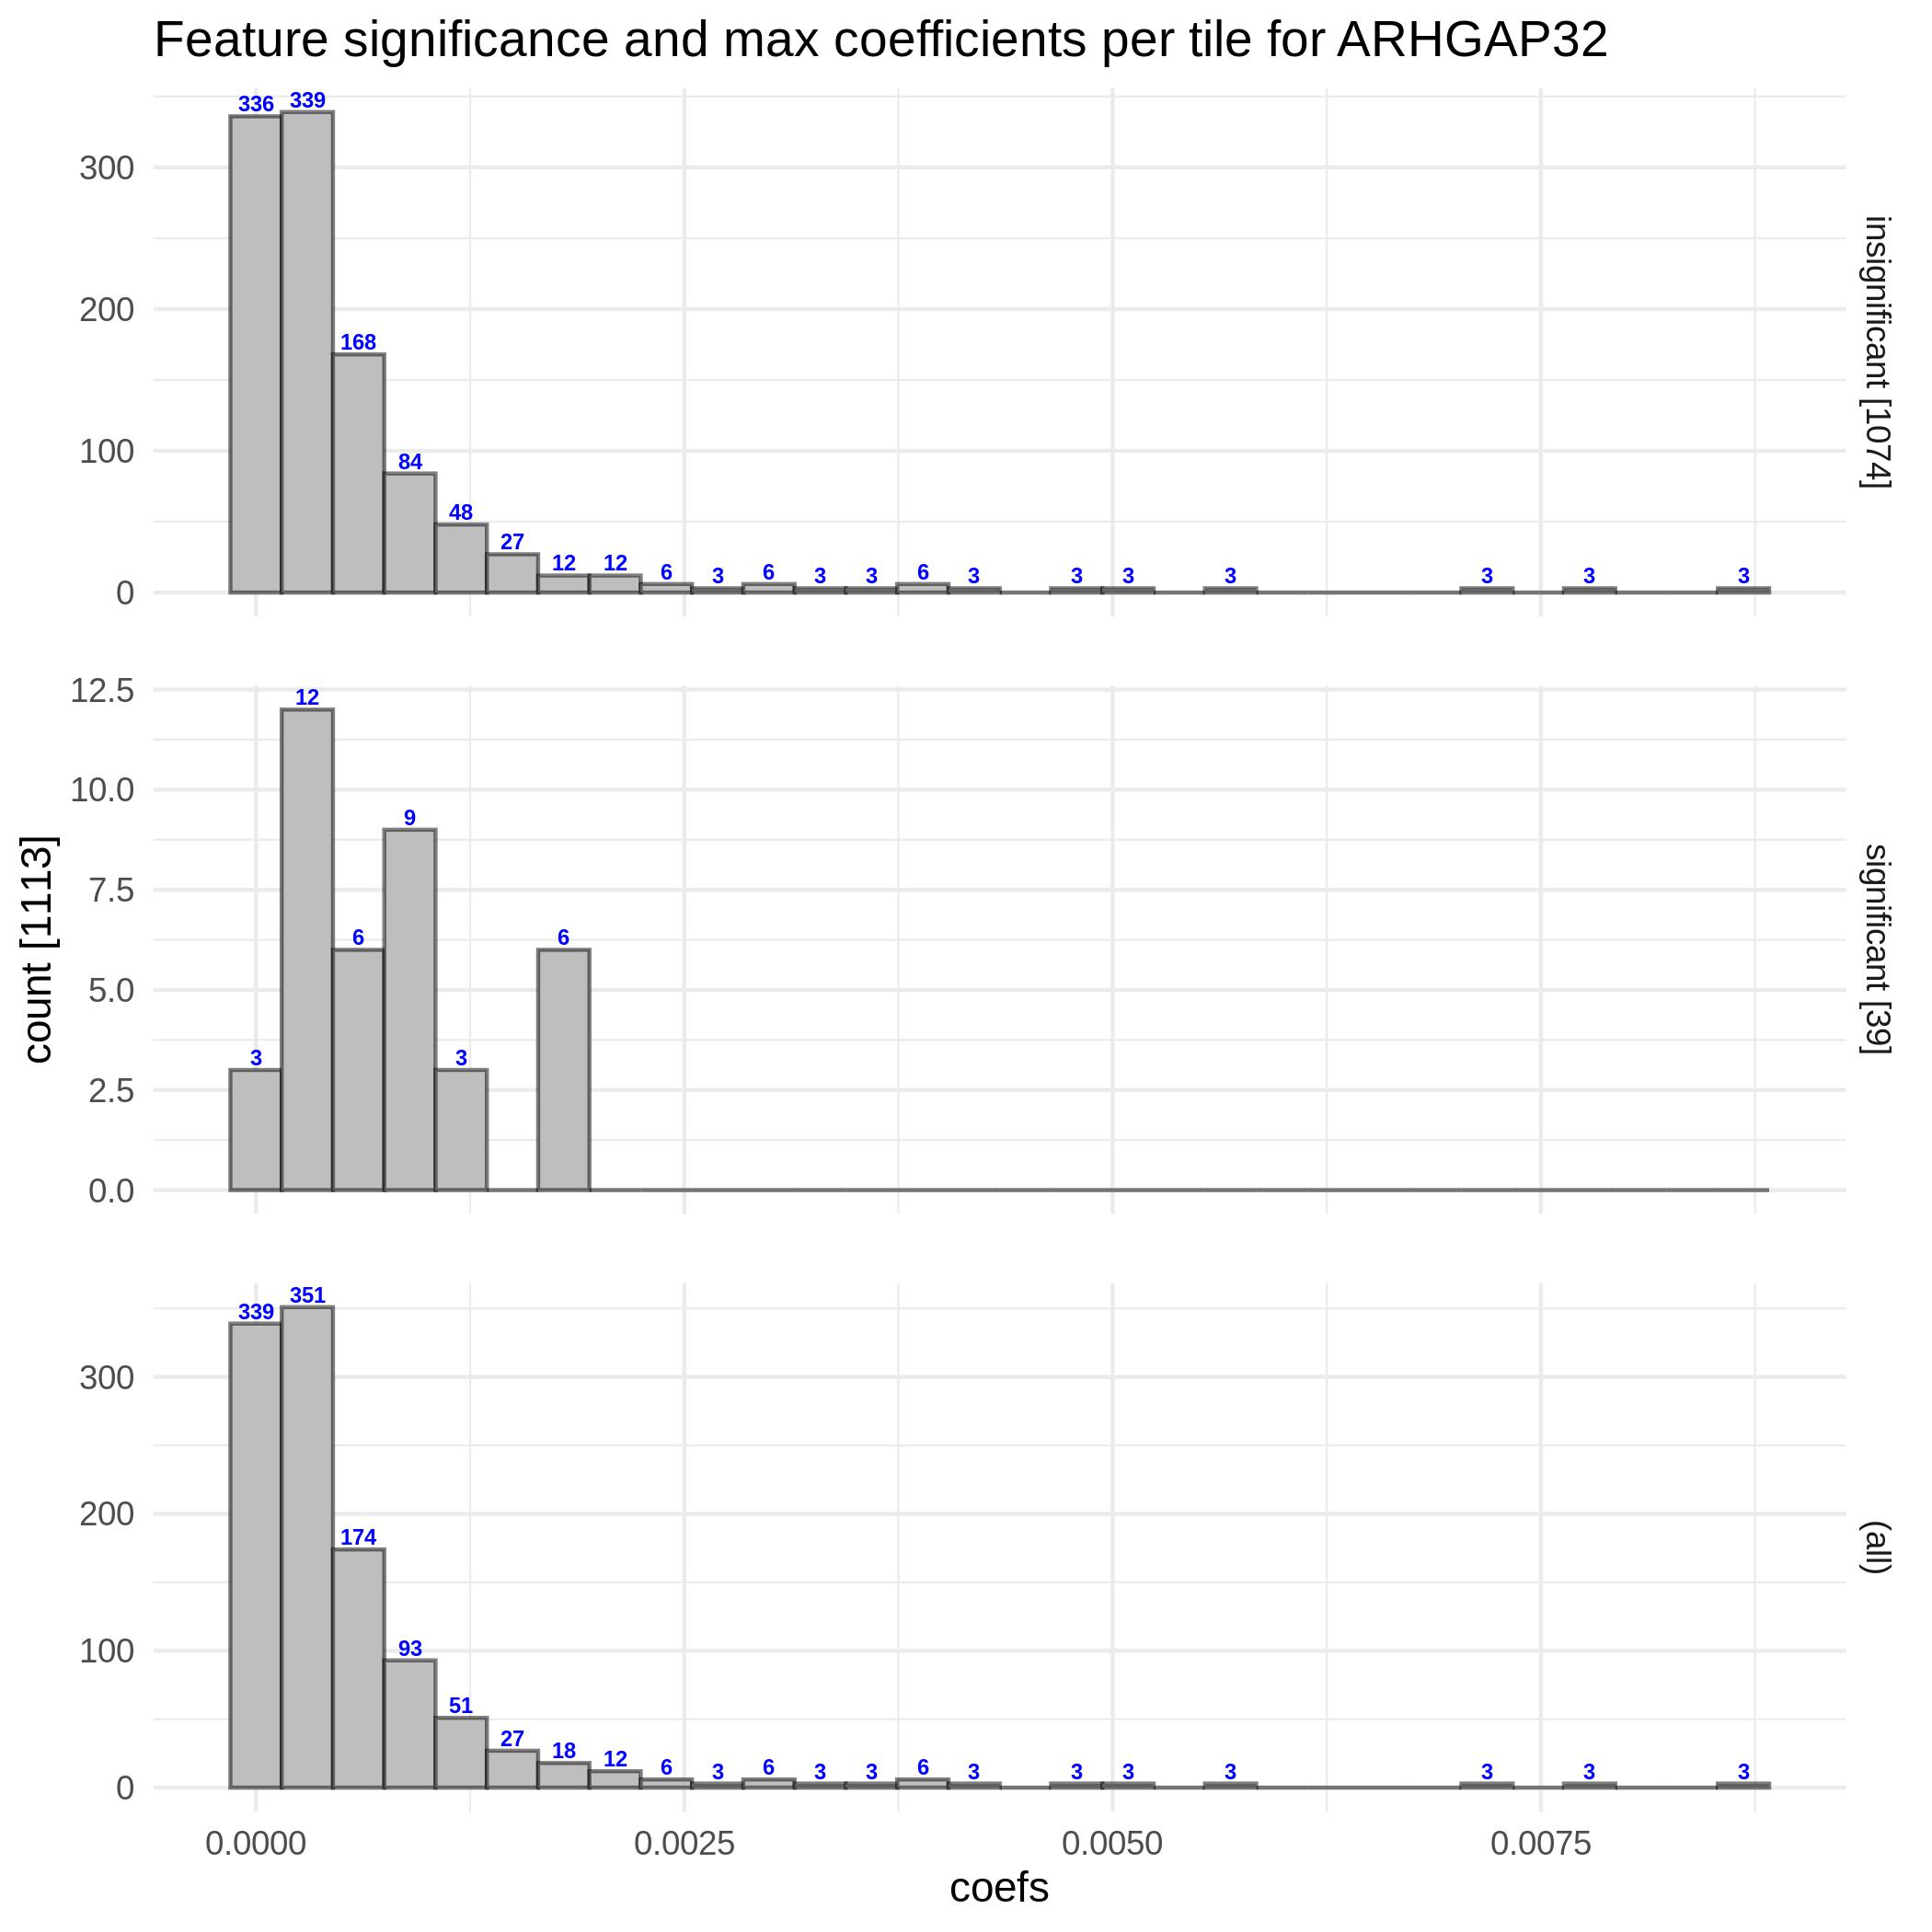 Feature significance and max coefficients per tile for ARHGAP32
336 339 168 84 48 27 12 12 6 3 6 3 3 6 3 3 3 3 3 3 3
300
200
100
0
insignificant [1074]
count [1113]
12.5
10.0
7.5
5.0
2.5
0.0
3 12 6 9 3 6
significant [39]
339 351 174 93 51 27 18 12 6 3 6 3 3 6 3 3 3 3 3 3 3
300
200
100
0
(all)
0.0000 0.0025 0.0050 0.0075
coefs